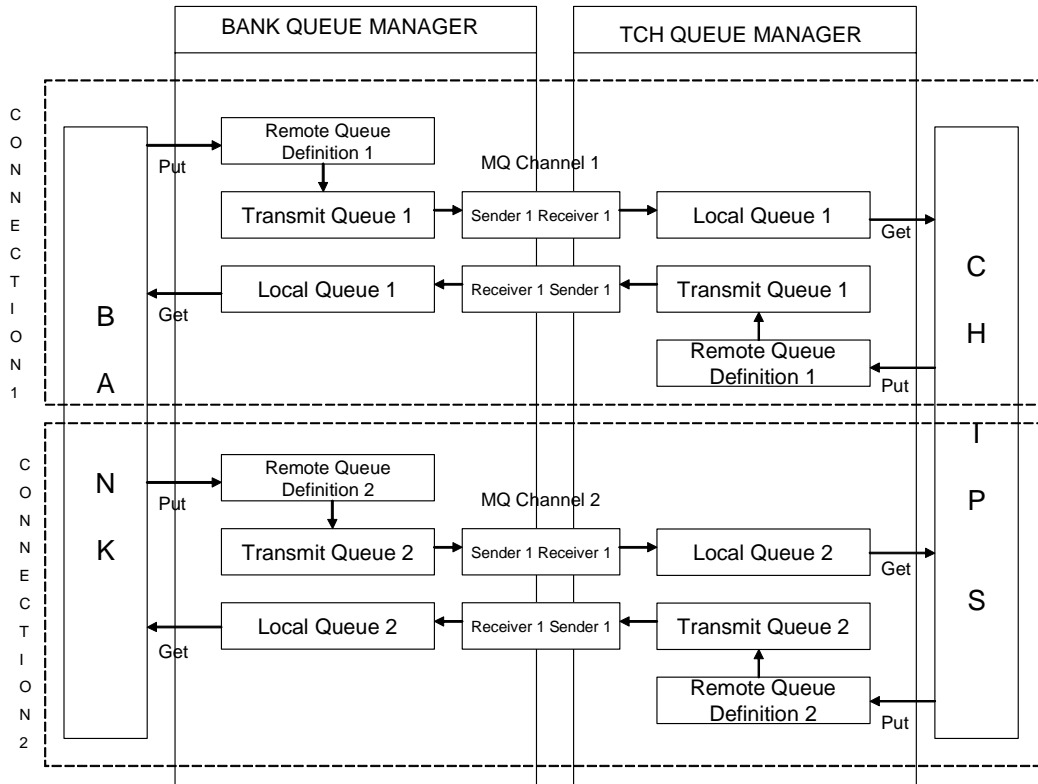 BANK QUEUE MANAGER
TCH QUEUE MANAGER
CONNECTION1
BANK
CHIPS
Put
Remote Queue
Definition 1
MQ Channel 1
Transmit Queue 1
Sender 1 Receiver 1
Local Queue 1
Get
Local Queue 1
Receiver 1 Sender 1
Transmit Queue 1
Get
Remote Queue
Definition 1
Put
CONNECTION2
Put
Remote Queue
Definition 2
MQ Channel 2
Transmit Queue 2
Sender 1 Receiver 1
Local Queue 2
Get
Local Queue 2
Receiver 1 Sender 1
Transmit Queue 2
Get
Remote Queue
Definition 2
Put